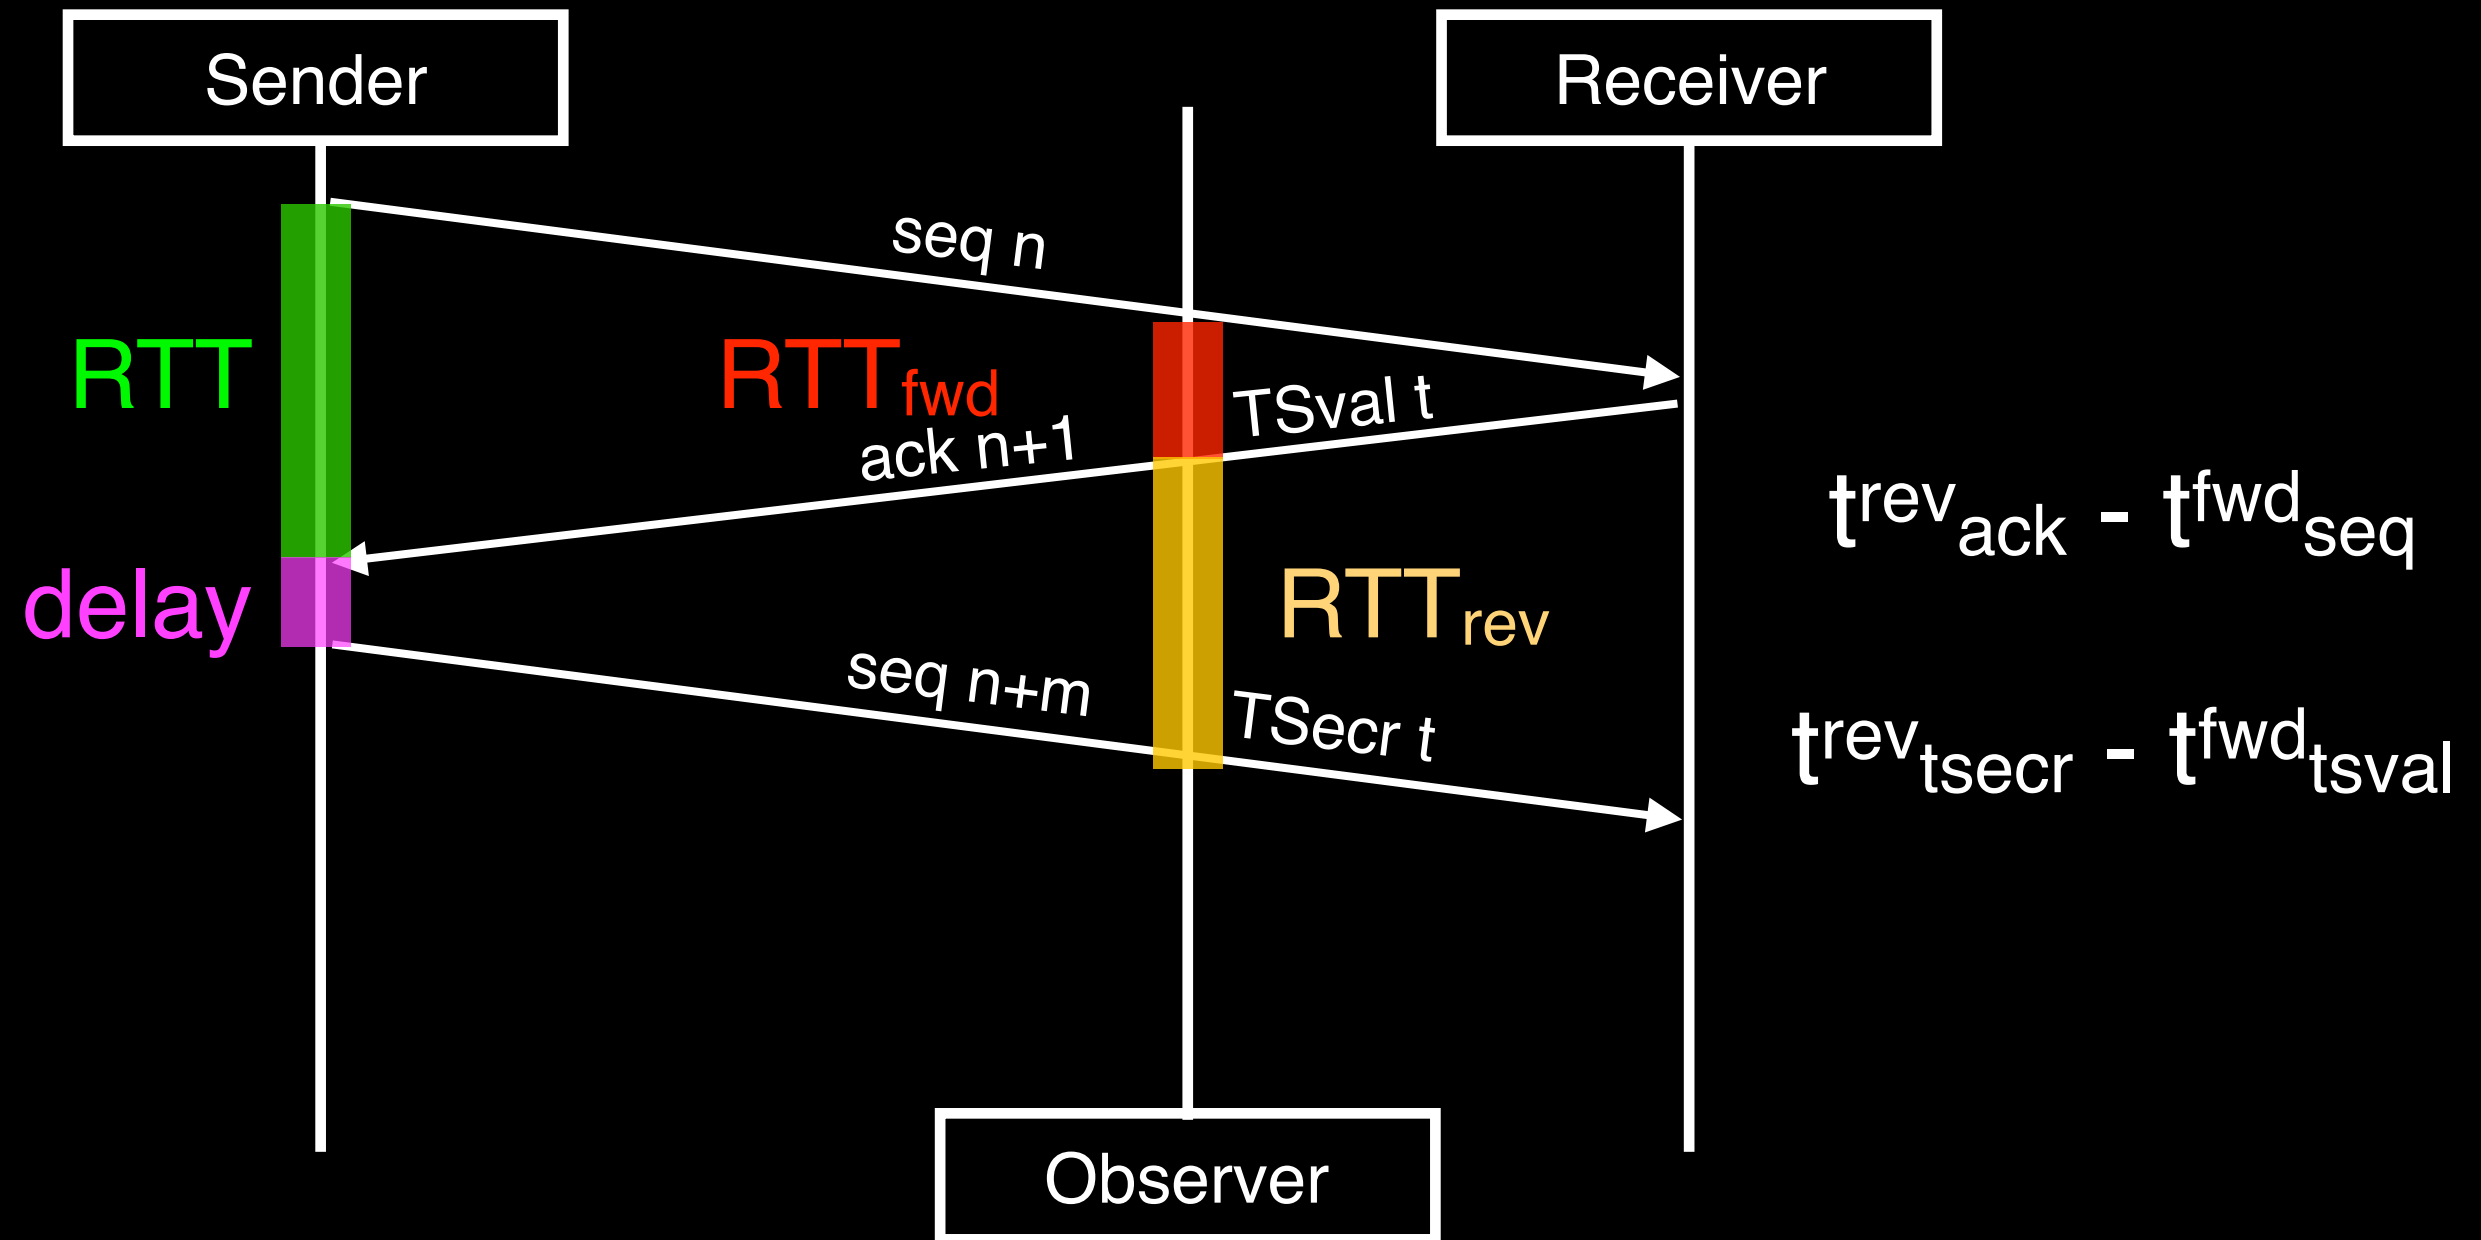 Sender
Receiver
seq n
RTT
RTTfwd
TSval t
ack n+1
trevack - tfwdseq
delay
RTTrev
seq n+m
TSecr t
trevtsecr - tfwdtsval
Observer